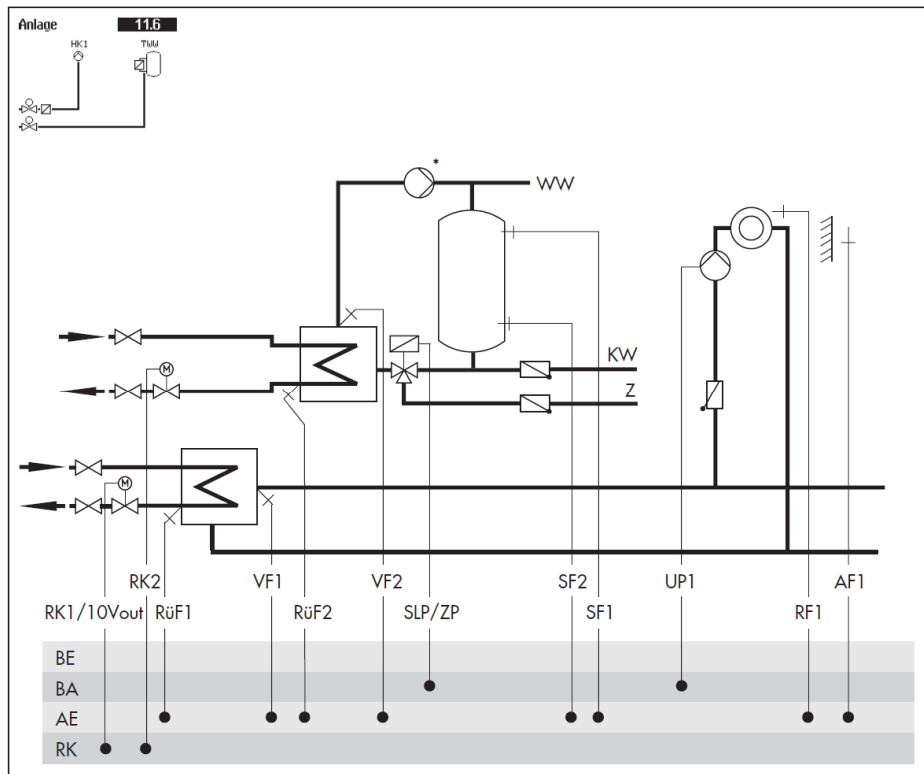 Anlage 11.6
HK1 TWW
*
WW
KW
Z
M
M
RK2 VF1 VF2 SF2 UP1 AF1
RK1/10Vout RüF1 RüF2 SLP/ZP SF1 RF1
BE
BA
AE
RK